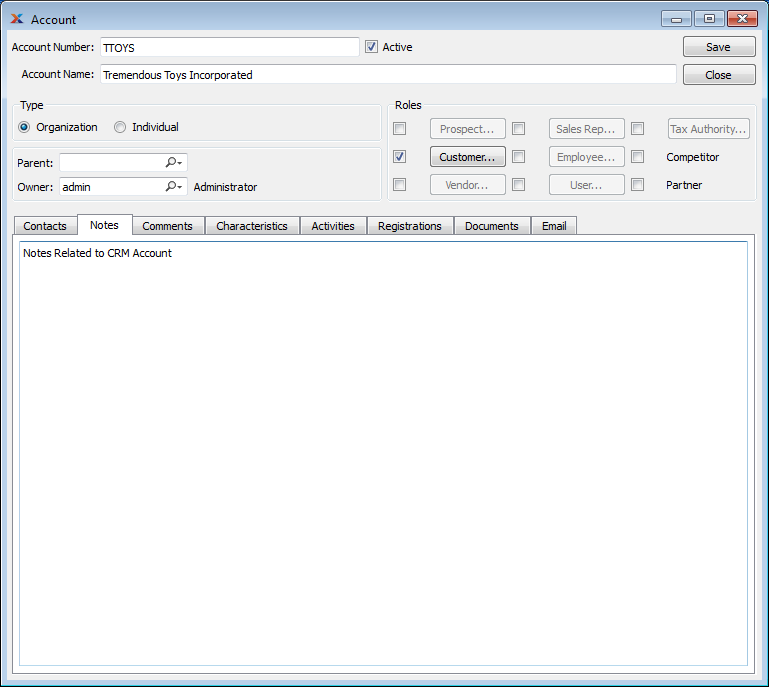 Account
Account Number: TTOYS Active Save
Account Name: Tremendous Toys Incorporated Close
Type Roles
Organization Individual Prospect... Sales Rep... Tax Authority...
Parent: Customer... Employee... Competitor
Owner: admin Administrator Vendor... User... Partner
Contacts Notes Comments Characteristics Activities Registrations Documents Email
Notes Related to CRM Account